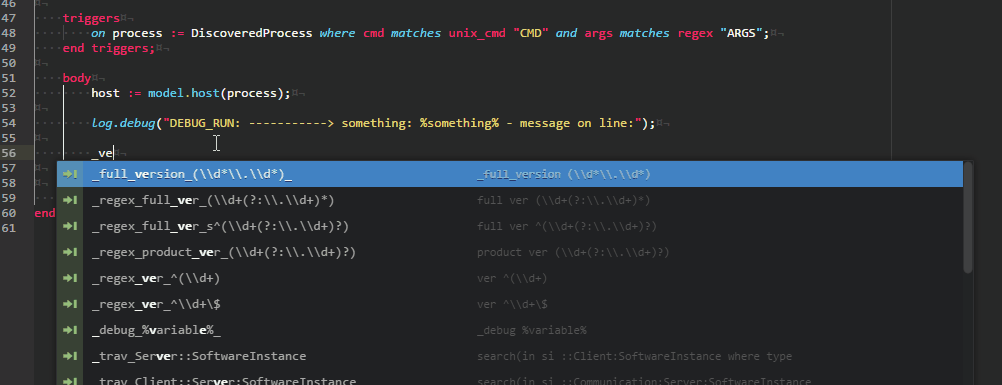 46
47 triggers
48 on process := DiscoveredProcess where cmd matches unix_cmd "CMD" and args matches regex "ARGS";
49 end triggers;
50
51 body
52 host := model.host(process);
53
54 log.debug("DEBUG_RUN: -----------> something: %something% - message on line:");
55
56 _ve
57 _full_version_(\\d*\\.\\d*)_ _full_version (\\d*\\.\\d*)
58 _regex_full_ver_(\\d+(?:\\.\\d+)*) full ver (\\d+(?:\\.\\d+)*)
59 _regex_full_ver_s^(\\d+(?:\\.\\d+)?) full ver ^(\\d+(?:\\.\\d+)?)
60 end
61
_regex_product_ver_(\\d+(?:\\.\\d+)?) product ver (\\d+(?:\\.\\d+)?)
_regex_ver_^(\\d+) ver ^(\\d+)
_regex_ver_^\\d+\$ ver ^\\d+\$
_debug_%variable%_ _debug %variable%
_trav_Server::SoftwareInstance search(in si ::Client:SoftwareInstance where type
_trav_Client::Server:SoftwareInstance search(in si ::Communication:Server:SoftwareInstance